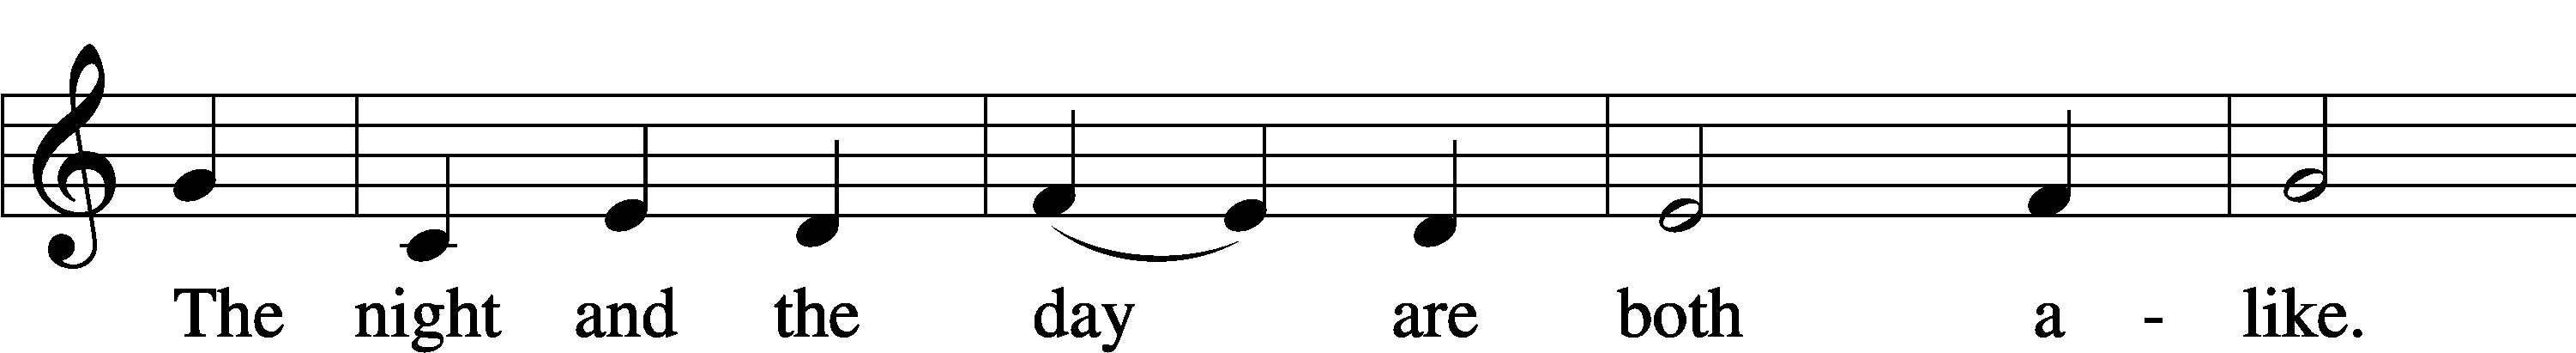 The night and the day are both a - like.